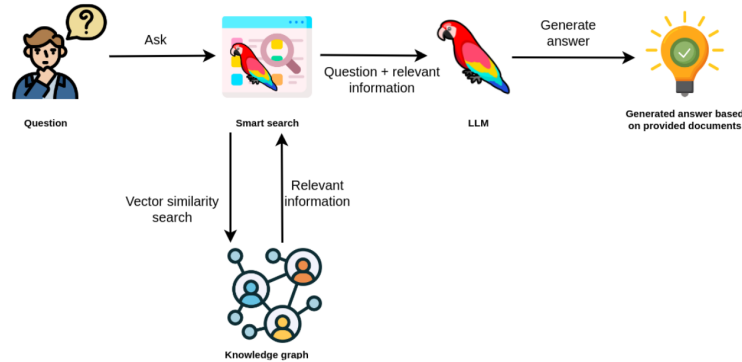 ?
Ask
Generate
answer
Question + relevant
information
Question
Smart search
LLM
Generated answer based
on provided documents
Vector similarity
search
Relevant
information
Knowledge graph